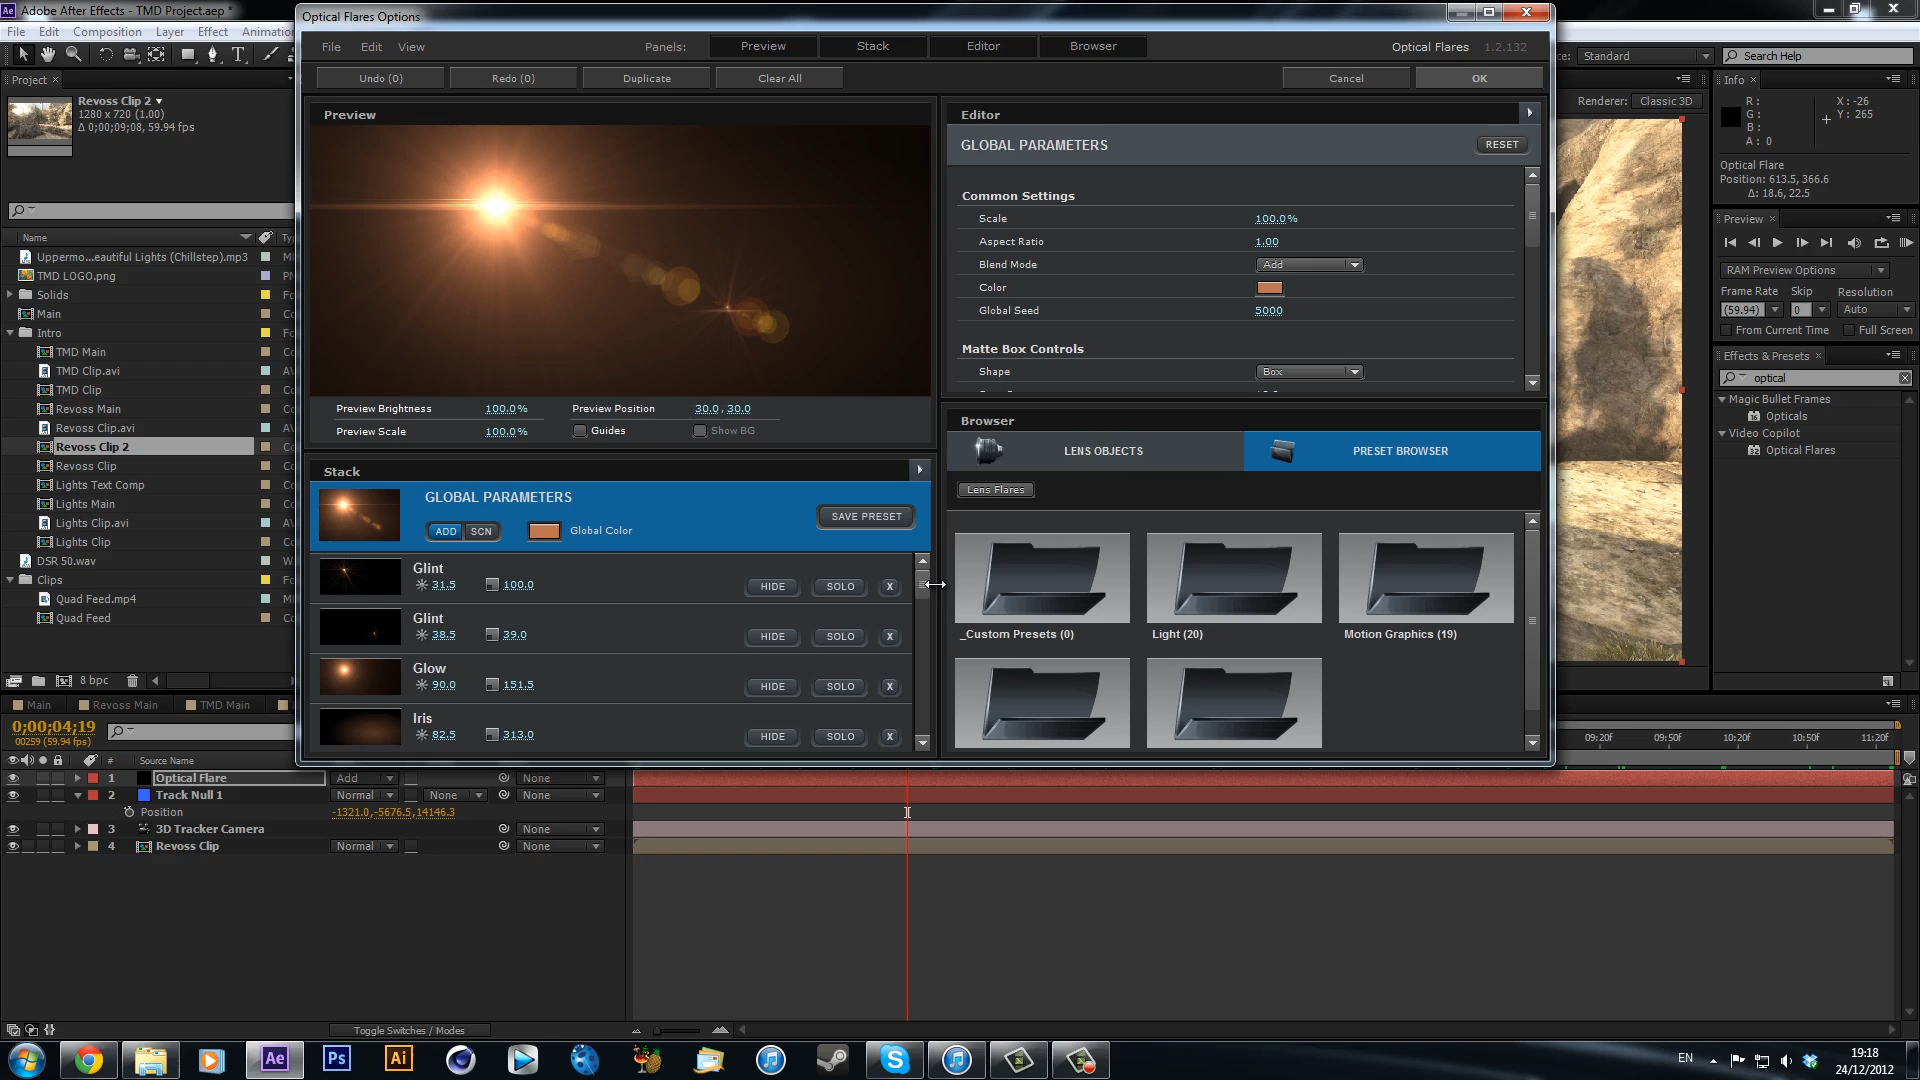 Adobe After Effects - TMD Project.aep *
Optical Flares Options
File Edit Composition Layer Effect Animation
File Edit View
Panels:
Preview
Stack
Editor
Browser
Optical Flares 1.2.132
Standard
Search Help
Undo (0)
Redo (0)
Duplicate
Clear All
Cancel
OK
Project
Revoss Clip 2
1280 x 720 (1.00)
Δ 0;00;09;08, 59.94 fps
Name
Uppermo...eautiful Lights (Chillstep).mp3
TMD LOGO.png
Solids
Main
Intro
TMD Main
TMD Clip.avi
TMD Clip
Revoss Main
Revoss Clip.avi
Revoss Clip 2
Revoss Clip
Lights Text Comp
Lights Main
Lights Clip.avi
Lights Clip
DSR 50.wav
Clips
Quad Feed.mp4
Quad Feed
8 bpc
Preview
Preview Brightness 100.0%
Preview Position 30.0 , 30.0
Preview Scale 100.0%
Guides
Show BG
Stack
GLOBAL PARAMETERS
ADD SCN
Global Color
SAVE PRESET
Glint
31.5 100.0
HIDE SOLO X
Glint
38.5 39.0
HIDE SOLO X
Glow
90.0 151.5
HIDE SOLO X
Iris
82.5 313.0
HIDE SOLO X
Editor
GLOBAL PARAMETERS
RESET
Common Settings
Scale 100.0%
Aspect Ratio 1.00
Blend Mode Add
Color
Global Seed 5000
Matte Box Controls
Shape Box
Browser
LENS OBJECTS
PRESET BROWSER
Lens Flares
_Custom Presets (0)
Light (20)
Motion Graphics (19)
Renderer: Classic 3D
Info
R :
G :
B :
A : 0
X : -26
Y : 265
Optical Flare
Position: 613.5, 366.6
Δ: 18.6, 22.5
Preview
RAM Preview Options
Frame Rate Skip Resolution
(59.94) 0 Auto
From Current Time Full Screen
Effects & Presets
optical
Magic Bullet Frames
Opticals
Video Copilot
Optical Flares
Main
Revoss Main
TMD Main
0;00;04;19
00259 (59.94 fps)
09:20f 09:50f 10:20f 10:50f 11:20f
# Source Name
1 Optical Flare Add None
2 Track Null 1 Normal None None
Position -1321.0,-5676.5,14146.3
3 3D Tracker Camera None
4 Revoss Clip Normal None
Toggle Switches / Modes
Ae
Ps
Ai
EN
19:18
24/12/2012